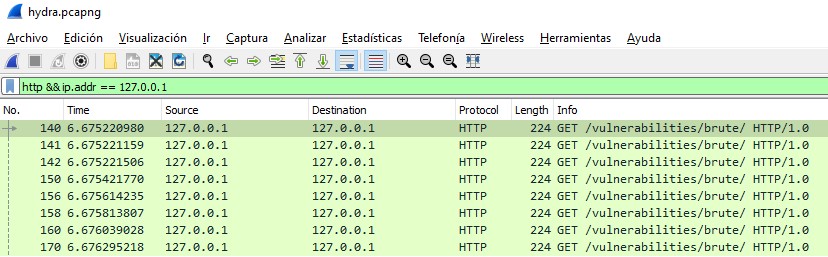 hydra.pcapng
Archivo Edición Visualización Ir Captura Analizar Estadísticas Telefonía Wireless Herramientas Ayuda
http && ip.addr == 127.0.0.1
No. Time Source Destination Protocol Length Info
140 6.675220980 127.0.0.1 127.0.0.1 HTTP 224 GET /vulnerabilities/brute/ HTTP/1.0
141 6.675221159 127.0.0.1 127.0.0.1 HTTP 224 GET /vulnerabilities/brute/ HTTP/1.0
142 6.675221506 127.0.0.1 127.0.0.1 HTTP 224 GET /vulnerabilities/brute/ HTTP/1.0
150 6.675421770 127.0.0.1 127.0.0.1 HTTP 224 GET /vulnerabilities/brute/ HTTP/1.0
156 6.675614235 127.0.0.1 127.0.0.1 HTTP 224 GET /vulnerabilities/brute/ HTTP/1.0
158 6.675813807 127.0.0.1 127.0.0.1 HTTP 224 GET /vulnerabilities/brute/ HTTP/1.0
160 6.676039028 127.0.0.1 127.0.0.1 HTTP 224 GET /vulnerabilities/brute/ HTTP/1.0
170 6.676295218 127.0.0.1 127.0.0.1 HTTP 224 GET /vulnerabilities/brute/ HTTP/1.0